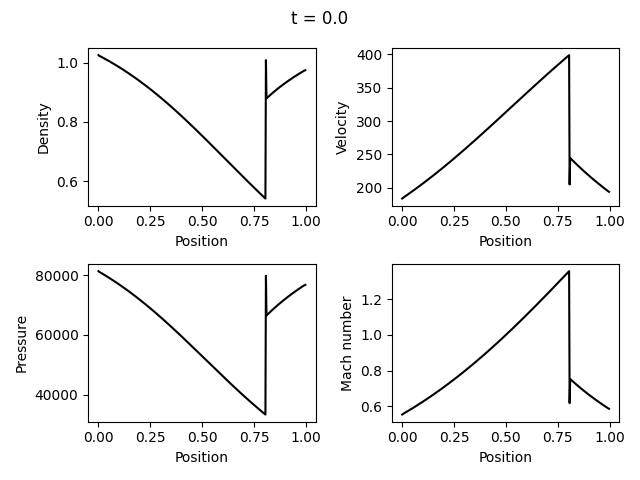 t = 0.0
Density
1.0
0.8
0.6
0.00 0.25 0.50 0.75 1.00
Position
Velocity
400
350
300
250
200
0.00 0.25 0.50 0.75 1.00
Position
Pressure
80000
60000
40000
0.00 0.25 0.50 0.75 1.00
Position
Mach number
1.2
1.0
0.8
0.6
0.00 0.25 0.50 0.75 1.00
Position